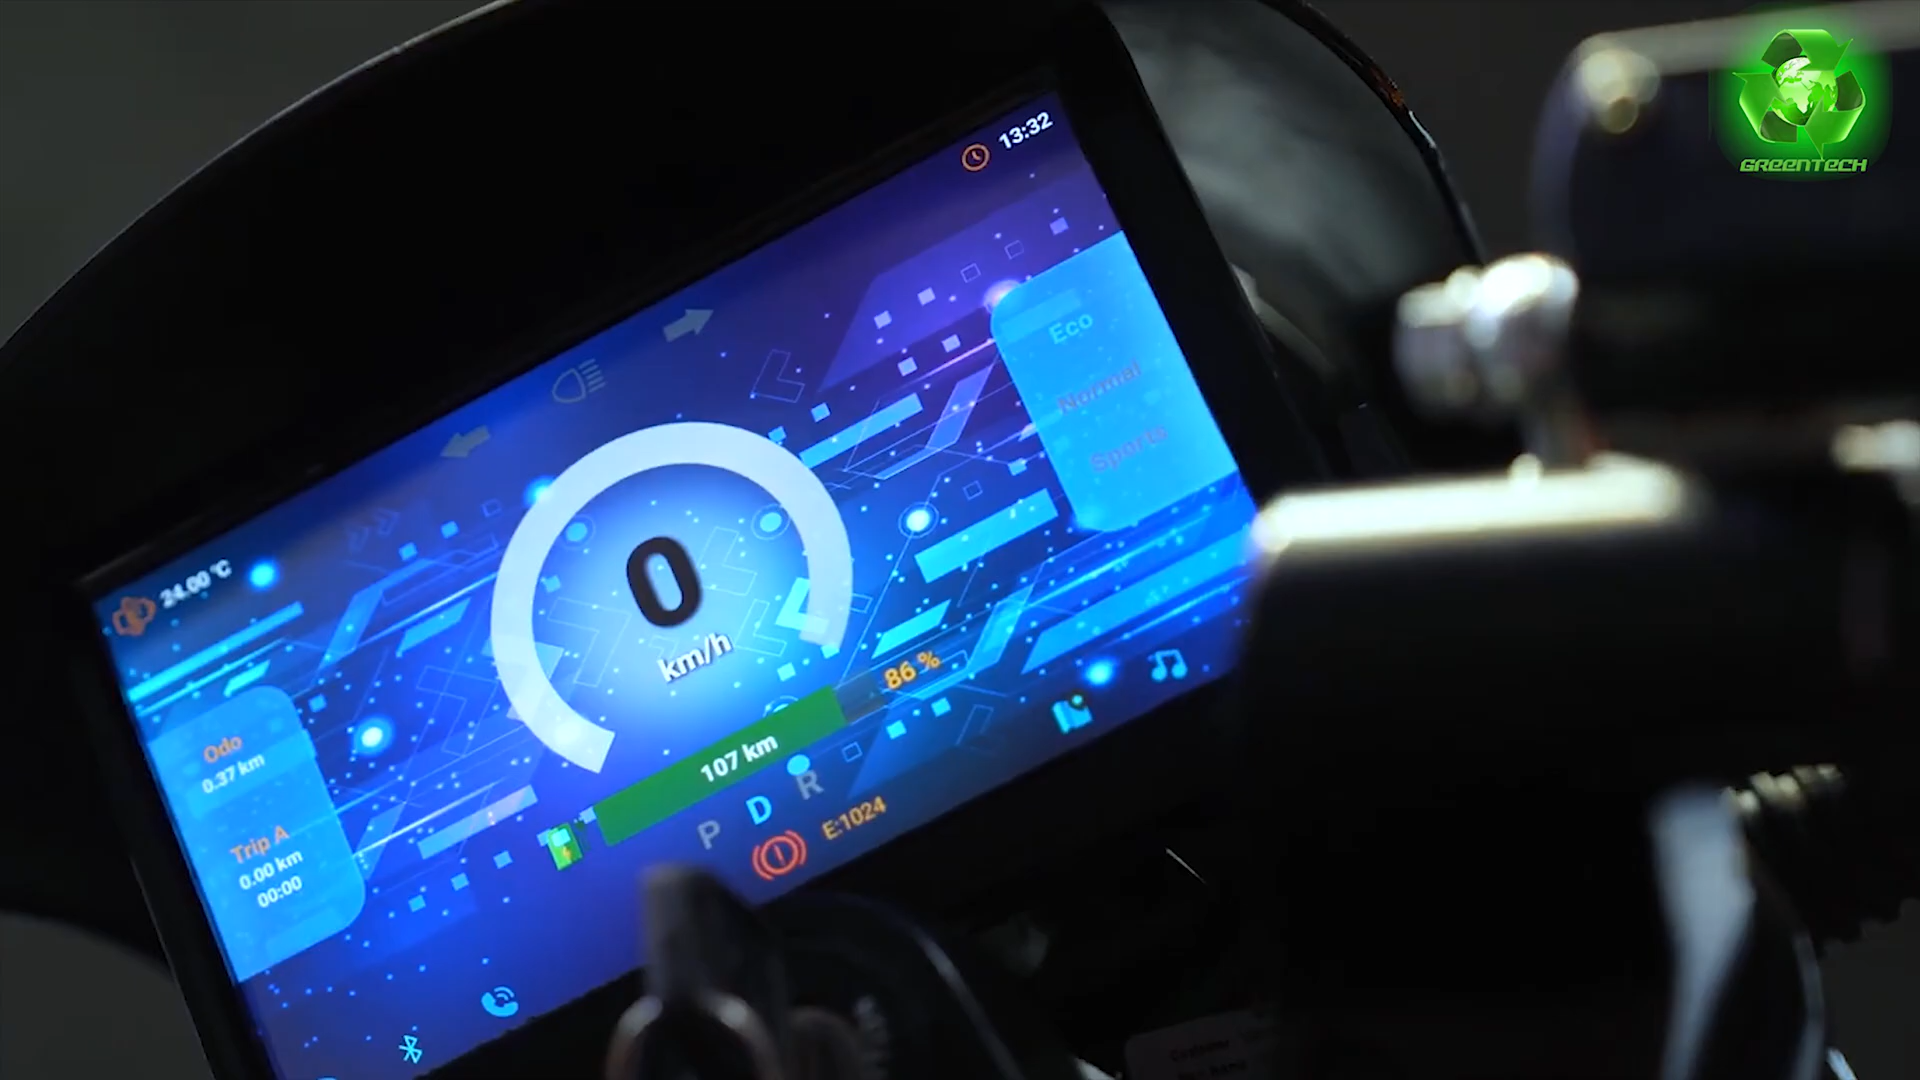 GREENTECH
13:32
24.00 °C
Eco
Normal
Sports
0
km/h
86 %
107 km
Odo
0.37 km
Trip A
0.00 km
00:00
P D R
E:1024